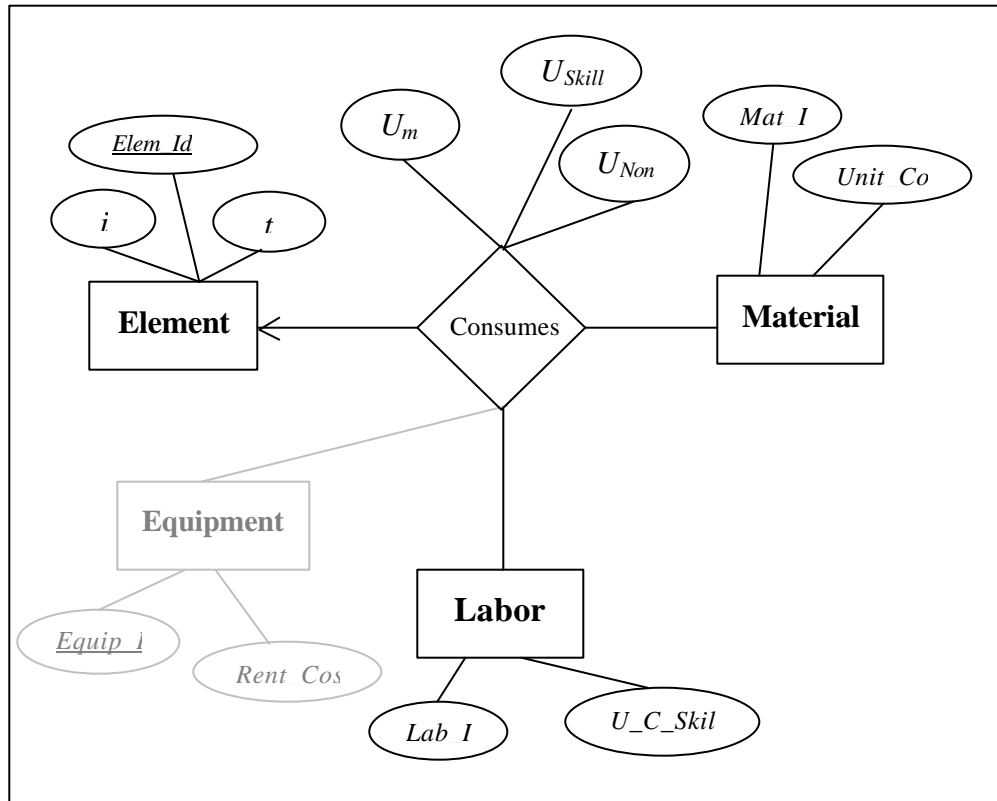 U_Skill
U_m
Mat_I
Elem_Id
U_Non
Unit_Co
i
t
Element
Consumes
Material
Equipment
Labor
Equip_I
Rent_Cos
Lab_I
U_C_Skil